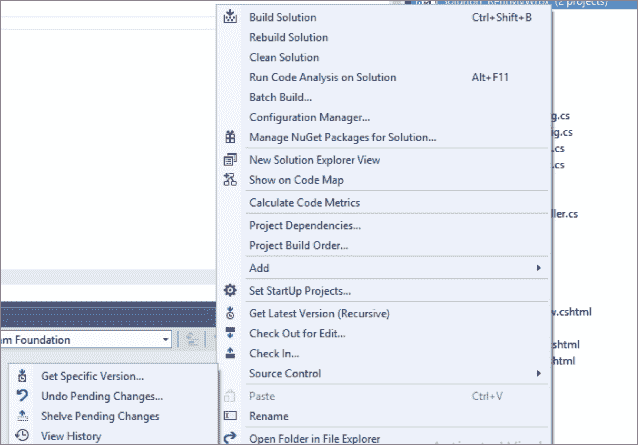 (2 projects)
Build Solution Ctrl+Shift+B
Rebuild Solution
Clean Solution
Run Code Analysis on Solution Alt+F11
Batch Build...
Configuration Manager...
g.cs
Manage NuGet Packages for Solution...
ig.cs
.cs
New Solution Explorer View
.cs
Show on Code Map
Calculate Code Metrics
ller.cs
Project Dependencies...
Project Build Order...
Add
Set StartUp Projects...
Get Latest Version (Recursive)
w.cshtml
Check Out for Edit...
m Foundation
Check In...
shtml
html
Source Control
Get Specific Version...
Undo Pending Changes...
Paste Ctrl+V
Shelve Pending Changes
Rename
View History
Open Folder in File Explorer